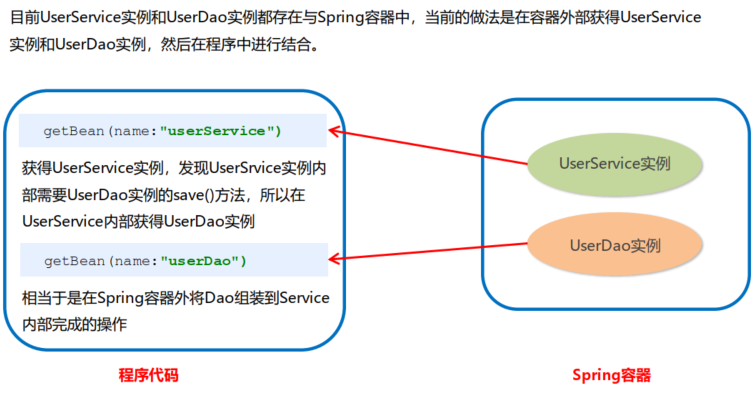 目前UserService实例和UserDao实例都存在与Spring容器中，当前的做法是在容器外部获得UserService
实例和UserDao实例，然后在程序中进行结合。
getBean(name:"userService")
获得UserService实例，发现UserSrvice实例内
部需要UserDao实例的save()方法，所以在
UserService内部获得UserDao实例
getBean(name:"userDao")
相当于是在Spring容器外将Dao组装到Service
内部完成的操作
程序代码
UserService实例
UserDao实例
Spring容器